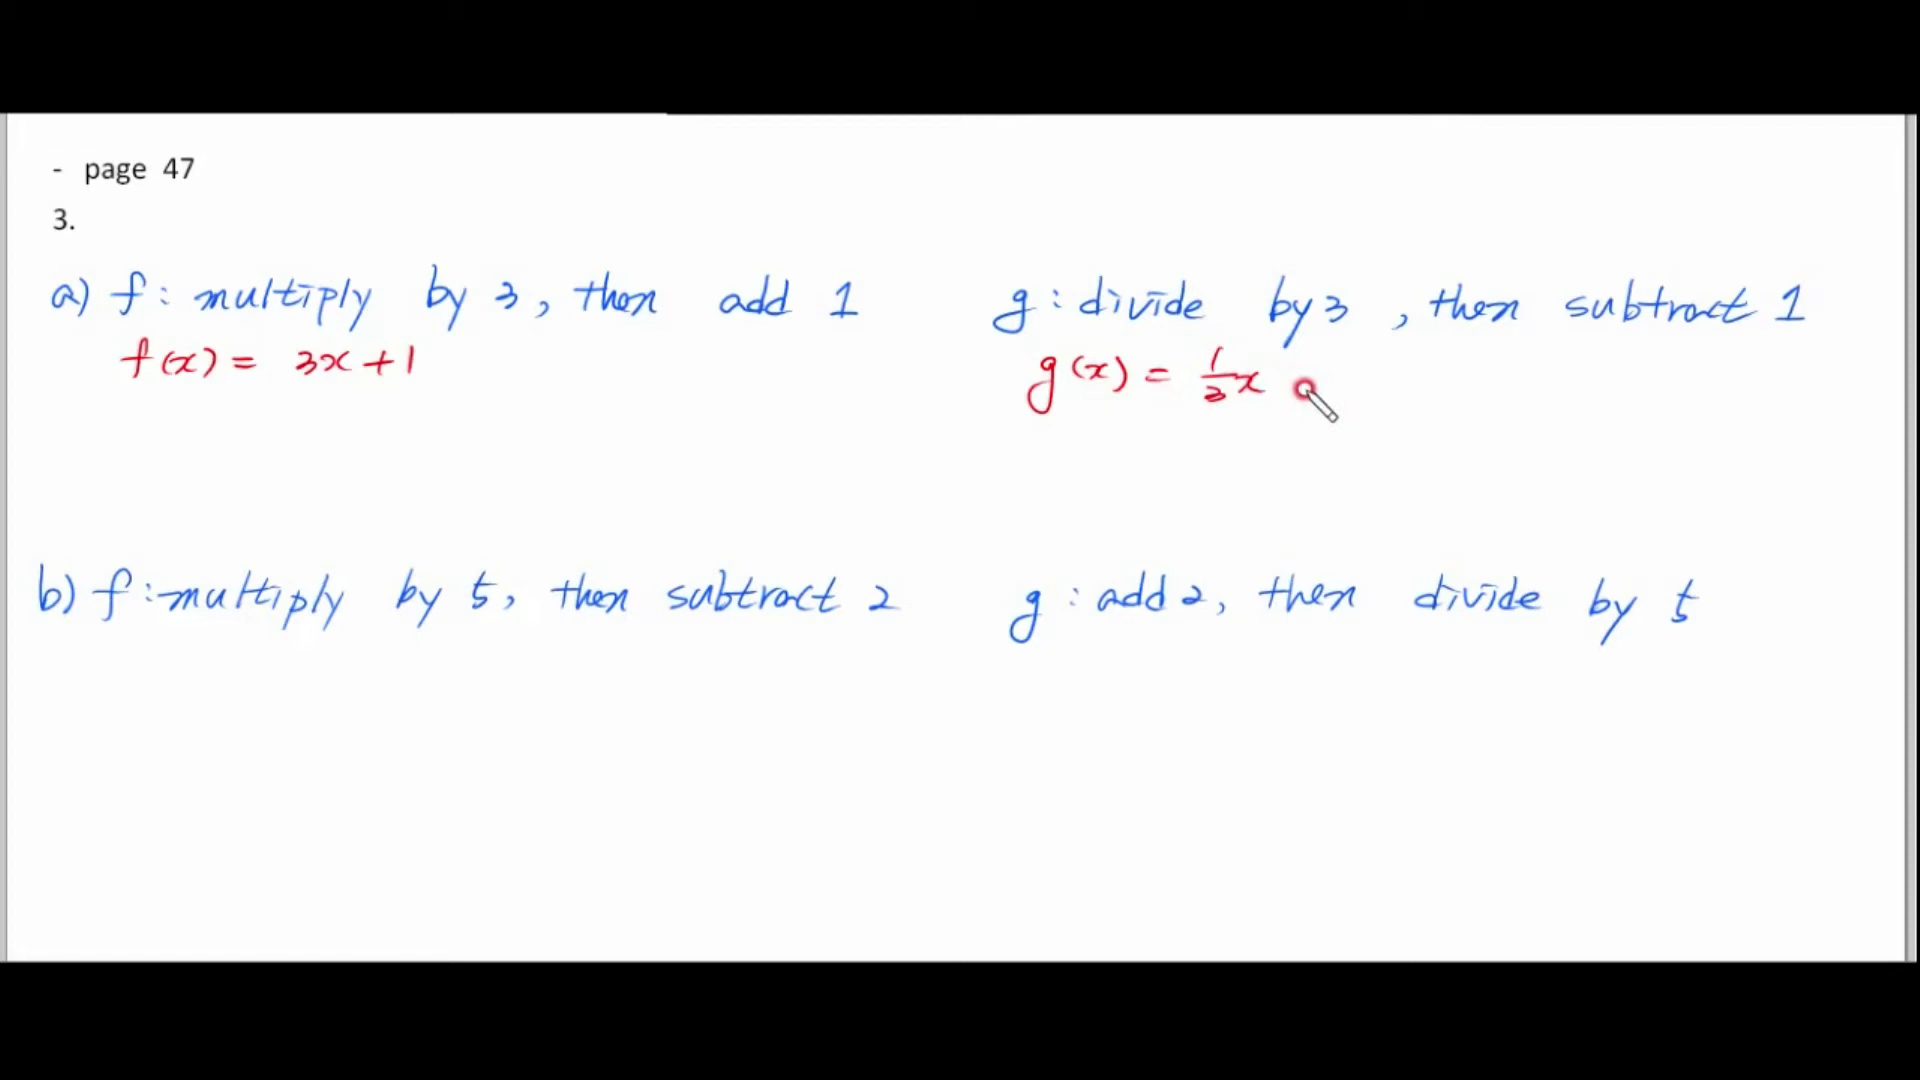 - page 47
3.
a) f: multiply by 3, then add 1
g: divide by 3, then subtract 1
f(x) = 3x + 1
g(x) = 1/3 x
b) f: multiply by 5, then subtract 2
g: add 2, then divide by 5